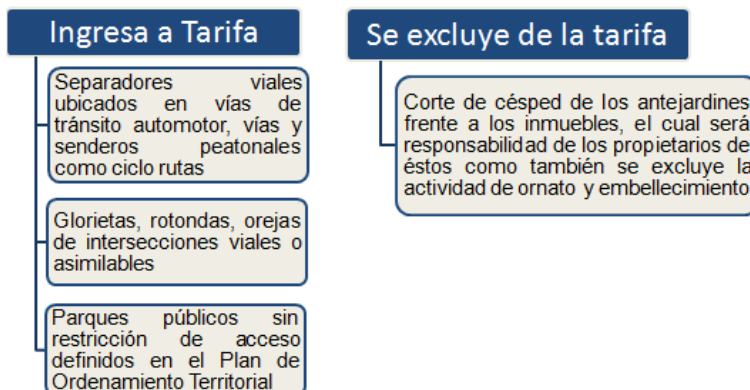 Ingresa a Tarifa
Separadores viales
ubicados en vías de
tránsito automotor, vías y
senderos peatonales
como ciclo rutas
Glorietas, rotondas, orejas
de intersecciones viales o
asimilables
Parques públicos sin
restricción de acceso
definidos en el Plan de
Ordenamiento Territorial
Se excluye de la tarifa
Corte de césped de los antejardines
frente a los inmuebles, el cual será
responsabilidad de los propietarios de
éstos como también se excluye la
actividad de ornato y embellecimiento